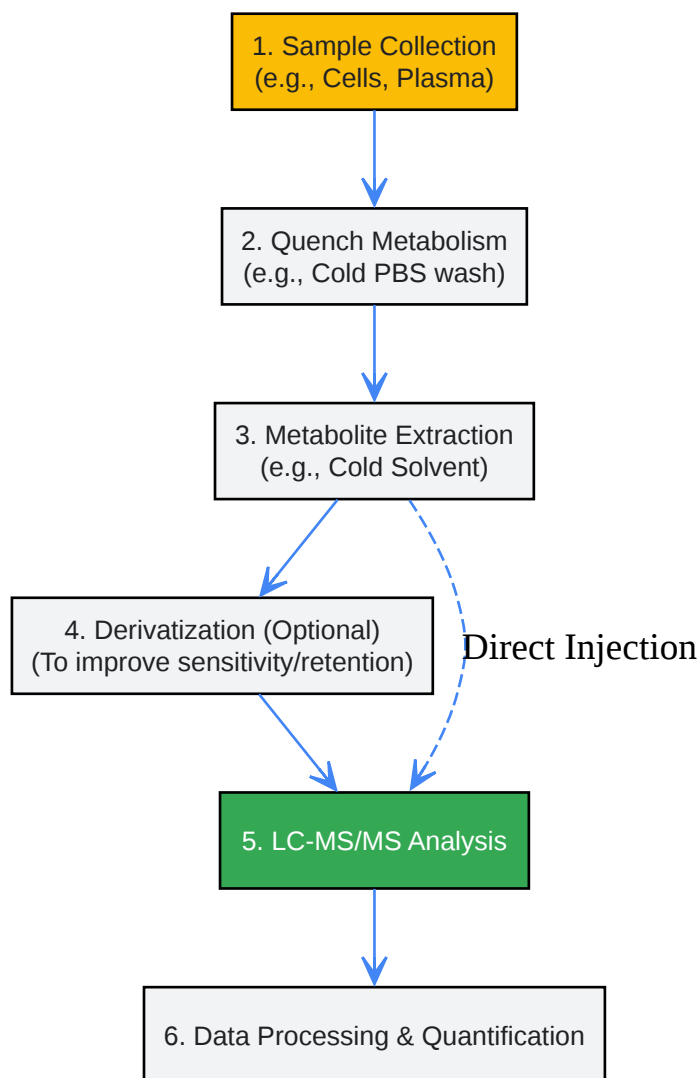 1. Sample Collection
(e.g., Cells, Plasma)
2. Quench Metabolism
(e.g., Cold PBS wash)
3. Metabolite Extraction
(e.g., Cold Solvent)
4. Derivatization (Optional)
(To improve sensitivity/retention)
Direct Injection
5. LC-MS/MS Analysis
6. Data Processing & Quantification